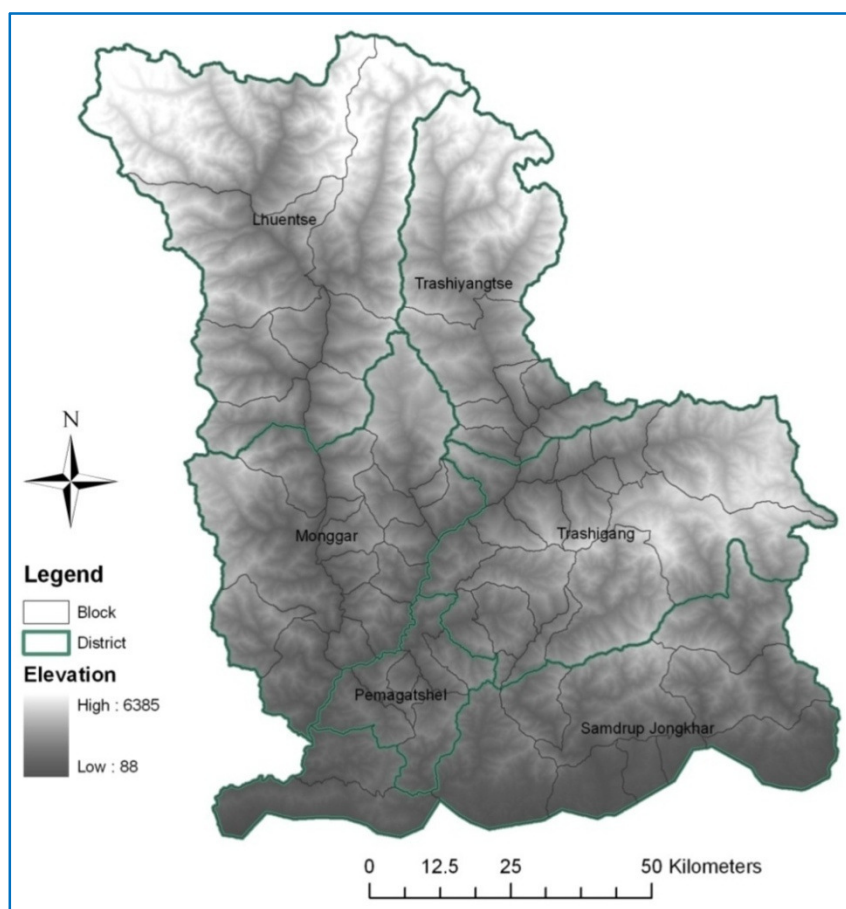 Lhuentse
Trashiyangtse
N
Monggar
Trashigang
Legend
Block
District
Elevation
High : 6385
Low : 88
Pemagatshel
Samdrup Jongkhar
0 12.5 25 50 Kilometers